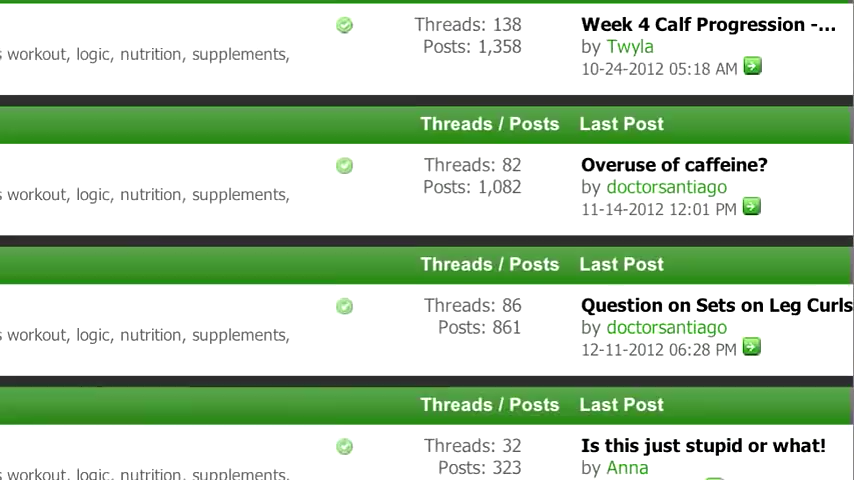 Threads: 138
Week 4 Calf Progression -...
s workout, logic, nutrition, supplements,
Posts: 1,358
by Twyla
10-24-2012 05:18 AM
Threads / Posts
Last Post
Threads: 82
Overuse of caffeine?
s workout, logic, nutrition, supplements,
Posts: 1,082
by doctorsantiago
11-14-2012 12:01 PM
Threads / Posts
Last Post
Threads: 86
Question on Sets on Leg Curls
s workout, logic, nutrition, supplements,
Posts: 861
by doctorsantiago
12-11-2012 06:28 PM
Threads / Posts
Last Post
Threads: 32
Is this just stupid or what!
s workout, logic, nutrition, supplements,
Posts: 323
by Anna